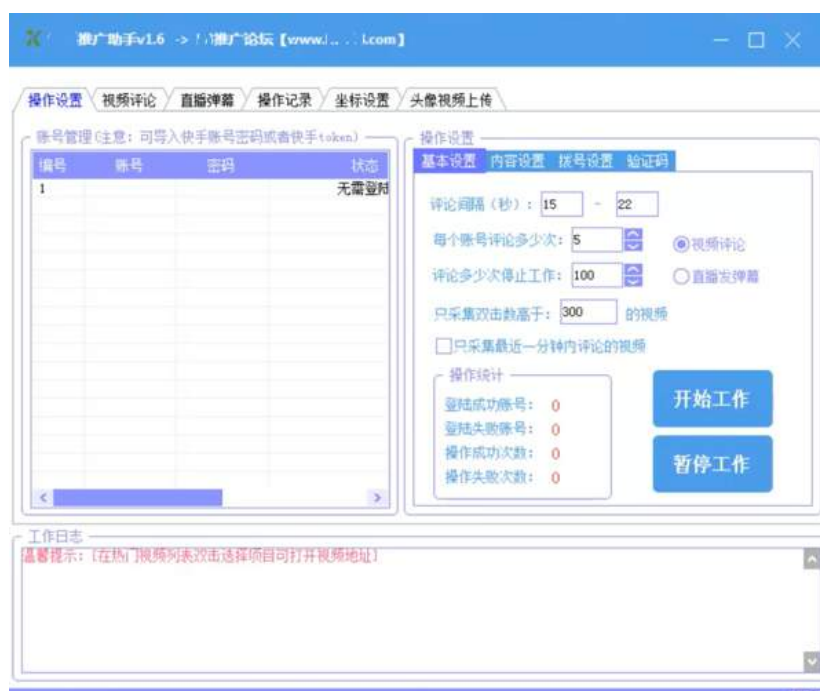 推广助手v1.6 -> 推广论坛【www. .com】
操作设置 视频评论 直播弹幕 操作记录 坐标设置 头像视频上传
账号管理(注意：可导入快手账号密码或者快手token)
编号 账号 密码 状态
1 无需登陆
操作设置
基本设置 内容设置 拨号设置 验证码
评论间隔（秒）: 15 - 22
每个账号评论多少次: 5
视频评论
评论多少次停止工作: 100
直播发弹幕
只采集双击数高于: 300 的视频
只采集最近一分钟内评论的视频
操作统计
登陆成功账号: 0
登陆失败账号: 0
操作成功次数: 0
操作失败次数: 0
开始工作
暂停工作
工作日志
温馨提示：[在热门视频列表双击选择项目可打开视频地址]